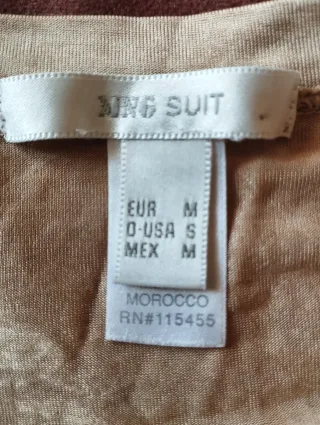 MNG SUIT
EUR M
D-USA S
MEX M
MOROCCO
RN#115455